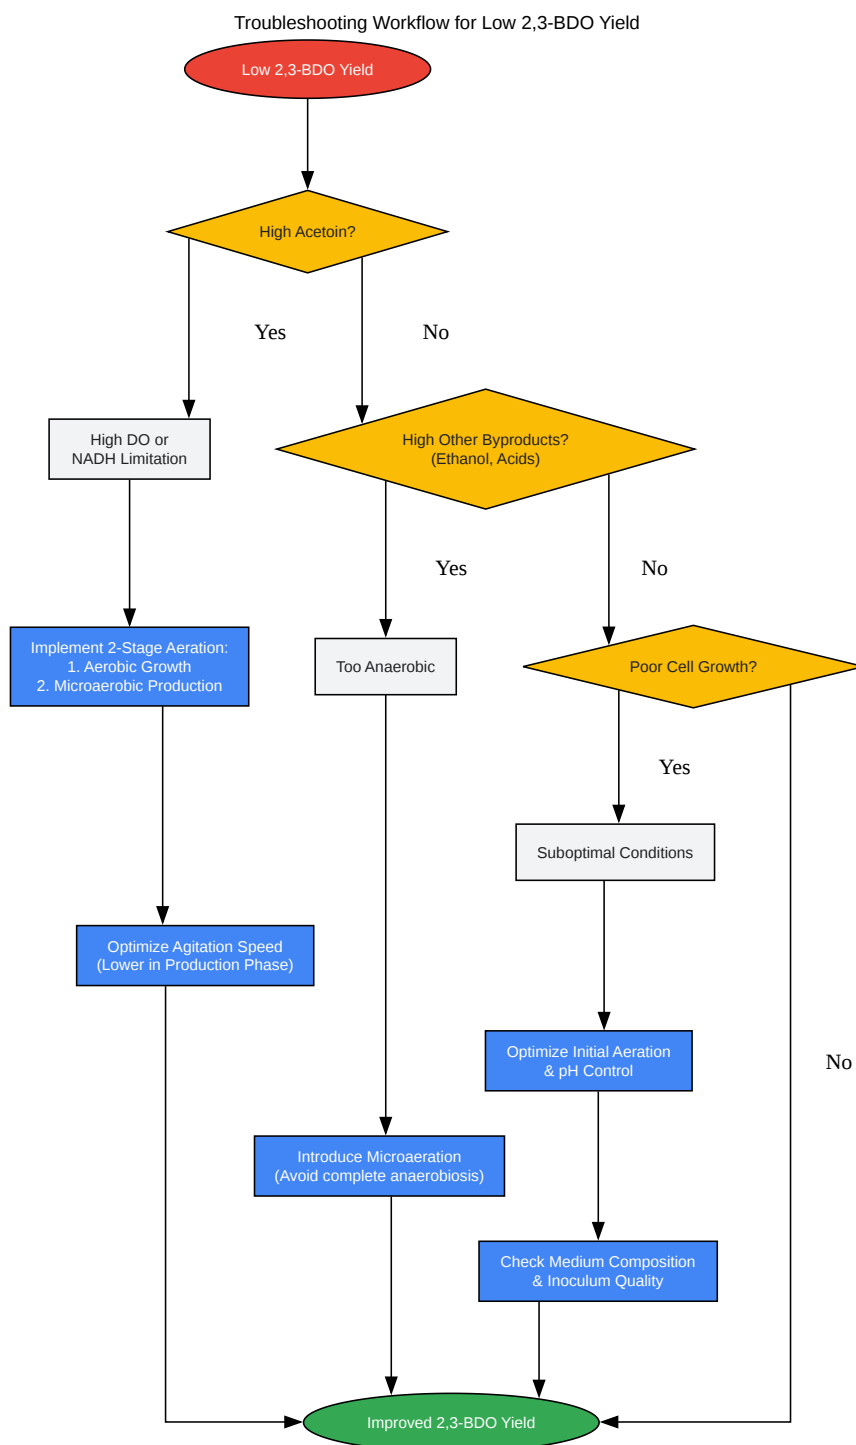 Troubleshooting Workflow for Low 2,3-BDO Yield
Low 2,3-BDO Yield
High Acetoin?
Yes
No
High DO or
NADH Limitation
High Other Byproducts?
(Ethanol, Acids)
Yes
No
Implement 2-Stage Aeration:
1. Aerobic Growth
2. Microaerobic Production
Too Anaerobic
Poor Cell Growth?
Yes
Suboptimal Conditions
Optimize Agitation Speed
(Lower in Production Phase)
Optimize Initial Aeration
& pH Control
No
Introduce Microaeration
(Avoid complete anaerobiosis)
Check Medium Composition
& Inoculum Quality
Improved 2,3-BDO Yield